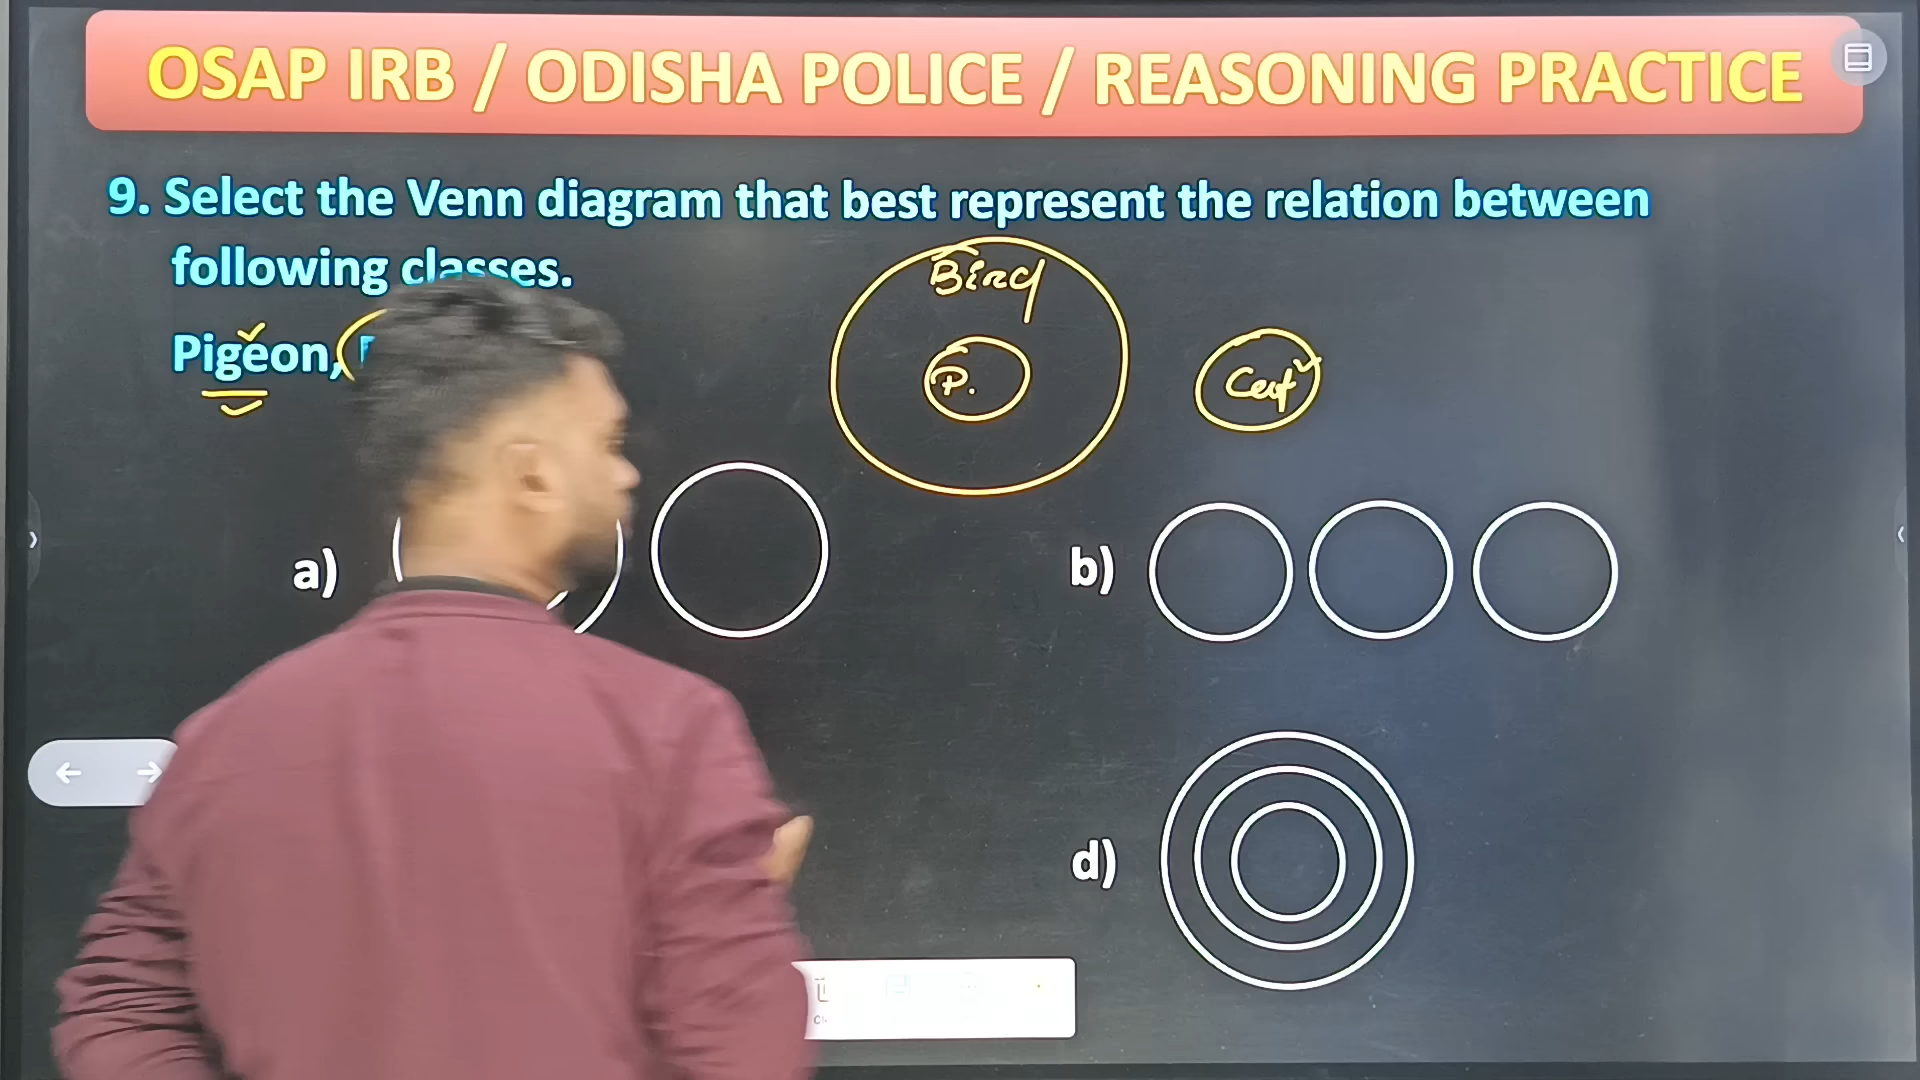 OSAP IRB / ODISHA POLICE / REASONING PRACTICE
9. Select the Venn diagram that best represent the relation between
following classes.
Bird
Pigeon,
P.
Cat
a)
b)
d)